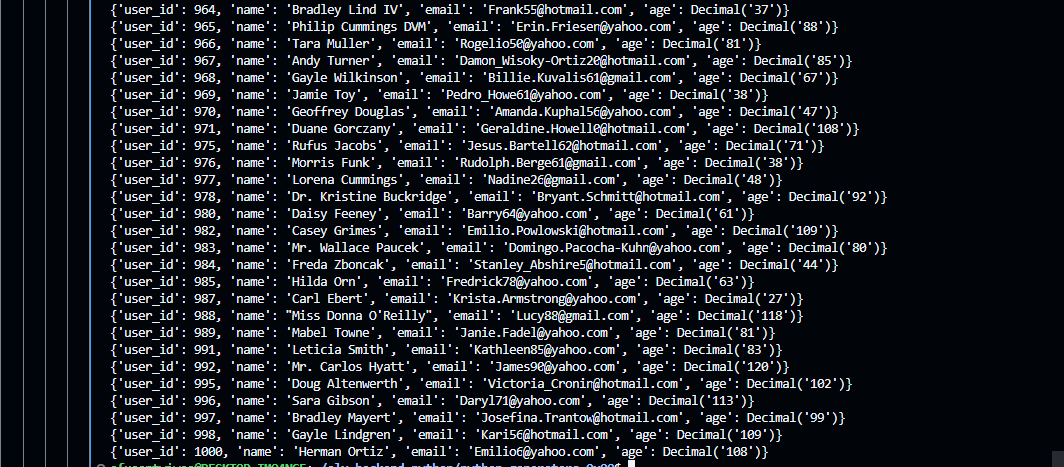 {'user_id': 964, 'name': 'Bradley Lind IV', 'email': 'Frank55@hotmail.com', 'age': Decimal('37')}
{'user_id': 965, 'name': 'Philip Cummings DVM', 'email': 'Erin.Friesen@yahoo.com', 'age': Decimal('88')}
{'user_id': 966, 'name': 'Tara Muller', 'email': 'Rogelio50@yahoo.com', 'age': Decimal('81')}
{'user_id': 967, 'name': 'Andy Turner', 'email': 'Damon_Wisoky-Ortiz20@hotmail.com', 'age': Decimal('85')}
{'user_id': 968, 'name': 'Gayle Wilkinson', 'email': 'Billie.Kuvalis61@gmail.com', 'age': Decimal('67')}
{'user_id': 969, 'name': 'Jamie Toy', 'email': 'Pedro_Howe61@yahoo.com', 'age': Decimal('38')}
{'user_id': 970, 'name': 'Geoffrey Douglas', 'email': 'Amanda.Kuphal56@yahoo.com', 'age': Decimal('47')}
{'user_id': 971, 'name': 'Duane Gorczany', 'email': 'Geraldine.Howell0@hotmail.com', 'age': Decimal('108')}
{'user_id': 975, 'name': 'Rufus Jacobs', 'email': 'Jesus.Bartell62@hotmail.com', 'age': Decimal('71')}
{'user_id': 976, 'name': 'Morris Funk', 'email': 'Rudolph.Berge61@gmail.com', 'age': Decimal('38')}
{'user_id': 977, 'name': 'Lorena Cummings', 'email': 'Nadine26@gmail.com', 'age': Decimal('48')}
{'user_id': 978, 'name': 'Dr. Kristine Buckridge', 'email': 'Bryant.Schmitt@hotmail.com', 'age': Decimal('92')}
{'user_id': 980, 'name': 'Daisy Feeney', 'email': 'Barry64@yahoo.com', 'age': Decimal('61')}
{'user_id': 982, 'name': 'Casey Grimes', 'email': 'Emilio.Powlowski@hotmail.com', 'age': Decimal('109')}
{'user_id': 983, 'name': 'Mr. Wallace Paucek', 'email': 'Domingo.Pacocha-Kuhn@yahoo.com', 'age': Decimal('80')}
{'user_id': 984, 'name': 'Freda Zboncak', 'email': 'Stanley_Abshire5@hotmail.com', 'age': Decimal('44')}
{'user_id': 985, 'name': 'Hilda Orn', 'email': 'Fredrick78@yahoo.com', 'age': Decimal('63')}
{'user_id': 987, 'name': 'Carl Ebert', 'email': 'Krista.Armstrong@yahoo.com', 'age': Decimal('27')}
{'user_id': 988, 'name': "Miss Donna O'Reilly", 'email': 'Lucy88@gmail.com', 'age': Decimal('118')}
{'user_id': 989, 'name': 'Mabel Towne', 'email': 'Janie.Fadel@yahoo.com', 'age': Decimal('81')}
{'user_id': 991, 'name': 'Leticia Smith', 'email': 'Kathleen85@yahoo.com', 'age': Decimal('83')}
{'user_id': 992, 'name': 'Mr. Carlos Hyatt', 'email': 'James90@hotmail.com', 'age': Decimal('120')}
{'user_id': 995, 'name': 'Doug Altenwerth', 'email': 'Victoria_Cronin@hotmail.com', 'age': Decimal('102')}
{'user_id': 996, 'name': 'Sara Gibson', 'email': 'Daryl71@yahoo.com', 'age': Decimal('113')}
{'user_id': 997, 'name': 'Bradley Mayert', 'email': 'Josefina.Trantow@hotmail.com', 'age': Decimal('99')}
{'user_id': 998, 'name': 'Gayle Lindgren', 'email': 'Kari56@hotmail.com', 'age': Decimal('109')}
{'user_id': 1000, 'name': 'Herman Ortiz', 'email': 'Emilio6@yahoo.com', 'age': Decimal('108')}